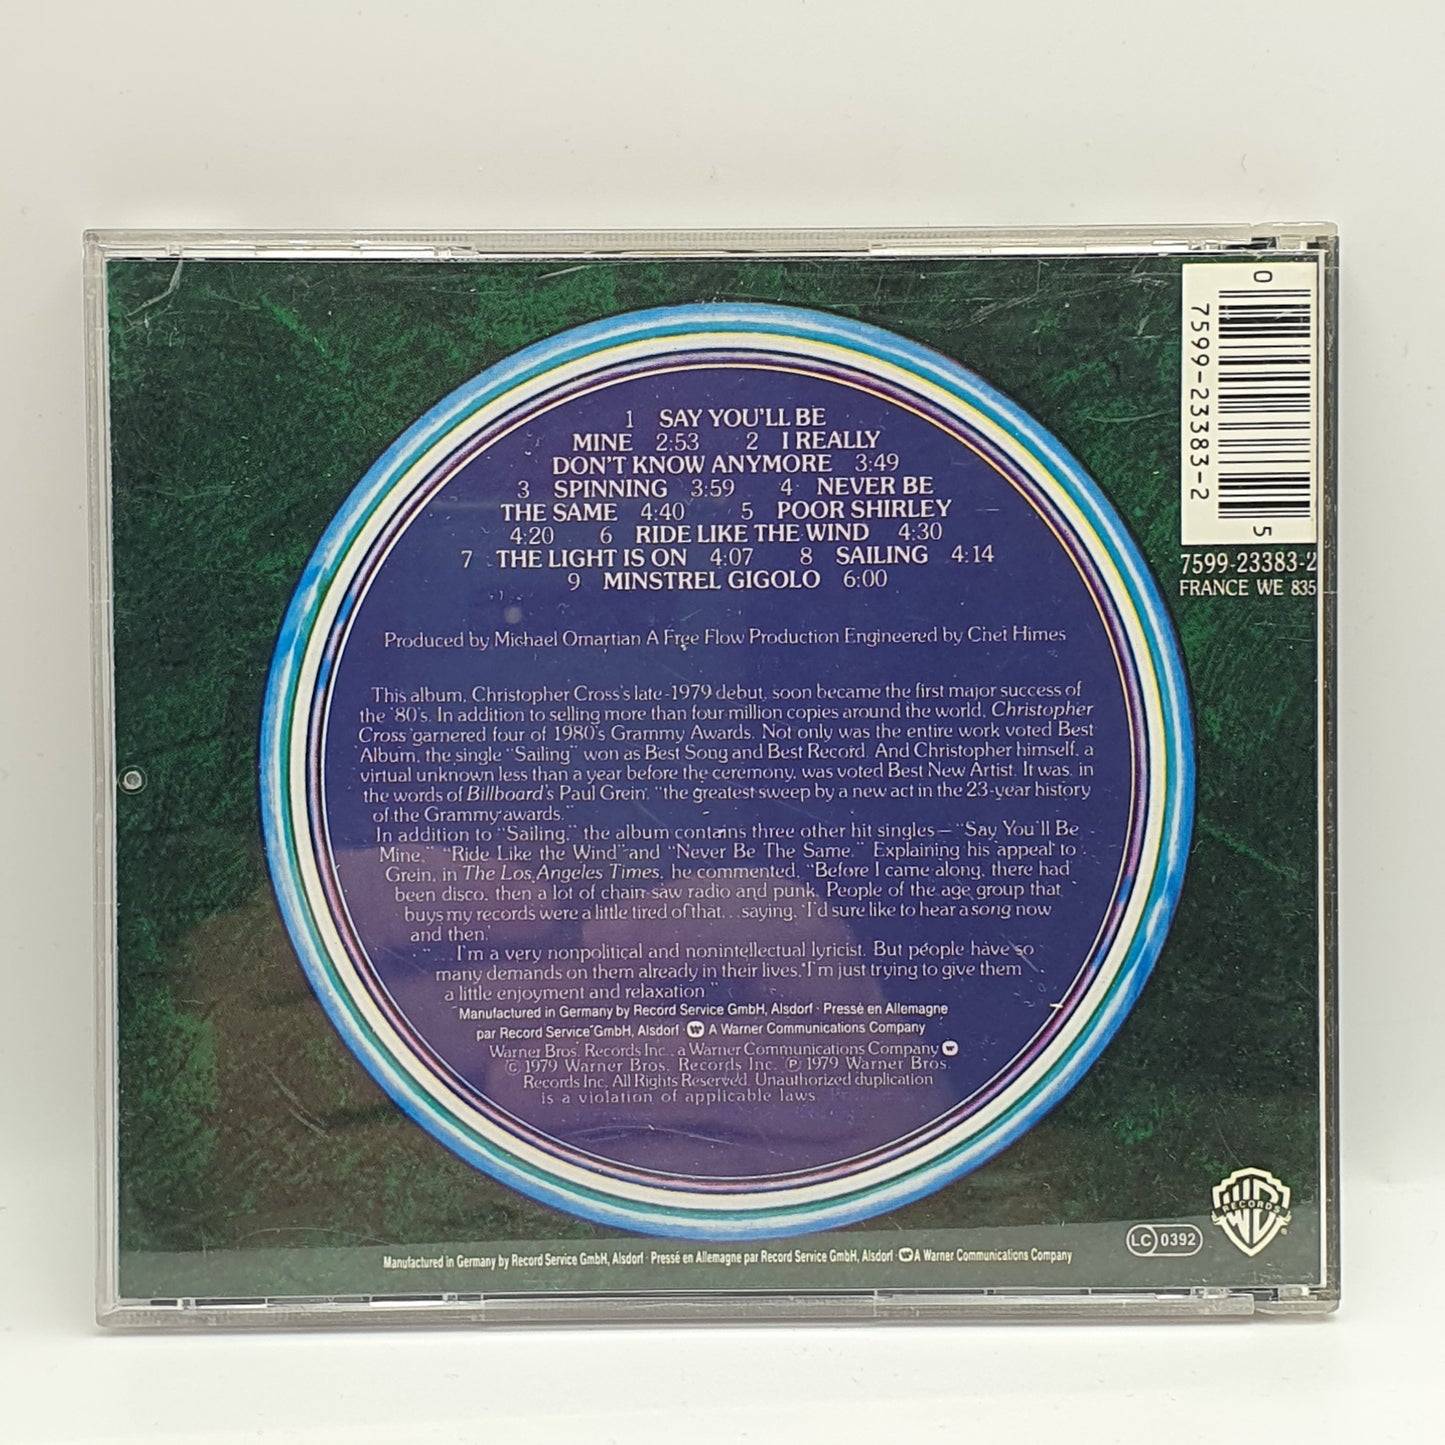 1 SAY YOU'LL BE
MINE 2:53 2 I REALLY
DON'T KNOW ANYMORE 3:49
3 SPINNING 3:59 4 NEVER BE
THE SAME 4:40 5 POOR SHIRLEY
4:20 6 RIDE LIKE THE WIND 4:30
7 THE LIGHT IS ON 4:07 8 SAILING 4:14
9 MINSTREL GIGOLO 6:00
Produced by Michael Omartian A Free Flow Production Engineered by Chet Himes
This album, Christopher Cross's late-1979 debut, soon became the first major success of
the '80's. In addition to selling more than four million copies around the world, Christopher
Cross garnered four of 1980's Grammy Awards. Not only was the entire work voted Best
Album, the single "Sailing" won as Best Song and Best Record. And Christopher himself, a
virtual unknown less than a year before the ceremony, was voted Best New Artist. It was, in
the words of Billboard's Paul Grein, "the greatest sweep by a new act in the 23-year history
of the Grammy awards."
In addition to "Sailing," the album contains three other hit singles—"Say You'll Be
Mine," "Ride Like the Wind" and "Never Be The Same." Explaining his appeal to
Grein, in The Los Angeles Times, he commented, "Before I came along, there had
been disco, then a lot of chain-saw radio and punk. People of the age group that
buys my records were a little tired of that...saying, 'I'd sure like to hear a song now
and then.'
"...I'm a very nonpolitical and nonintellectual lyricist. But people have so
many demands on them already in their lives. I'm just trying to give them
a little enjoyment and relaxation."
Manufactured in Germany by Record Service GmbH, Alsdorf · Pressé en Allemagne
par Record Service GmbH, Alsdorf · A Warner Communications Company
Warner Bros. Records Inc., a Warner Communications Company
© 1979 Warner Bros. Records Inc. ℗ 1979 Warner Bros.
Records Inc. All Rights Reserved. Unauthorized duplication
is a violation of applicable laws
0
7599-23383-2
5
7599-23383-2
FRANCE WE 835
LC 0392
WB
RECORDS
Manufactured in Germany by Record Service GmbH, Alsdorf · Pressé en Allemagne par Record Service GmbH, Alsdorf · A Warner Communications Company